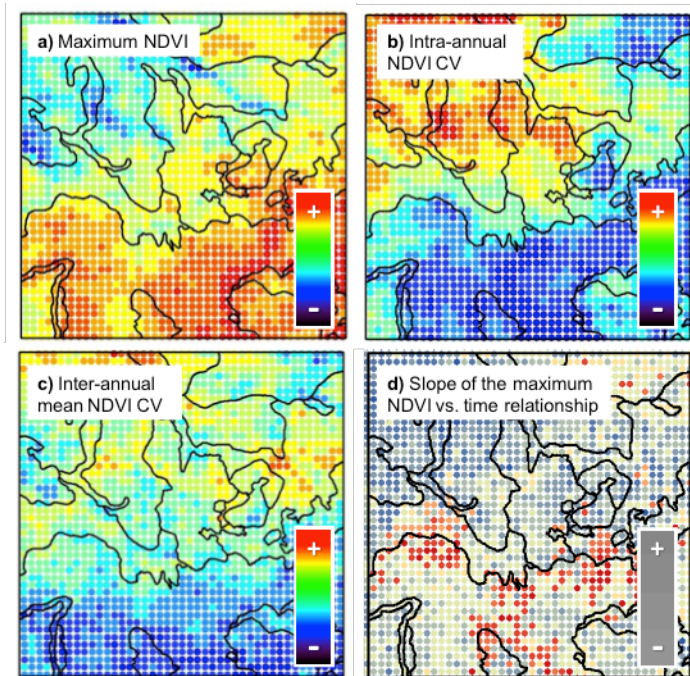 a) Maximum NDVI
+
-
b) Intra-annual
NDVI CV
+
-
c) Inter-annual
mean NDVI CV
+
-
d) Slope of the maximum
NDVI vs. time relationship
+
-